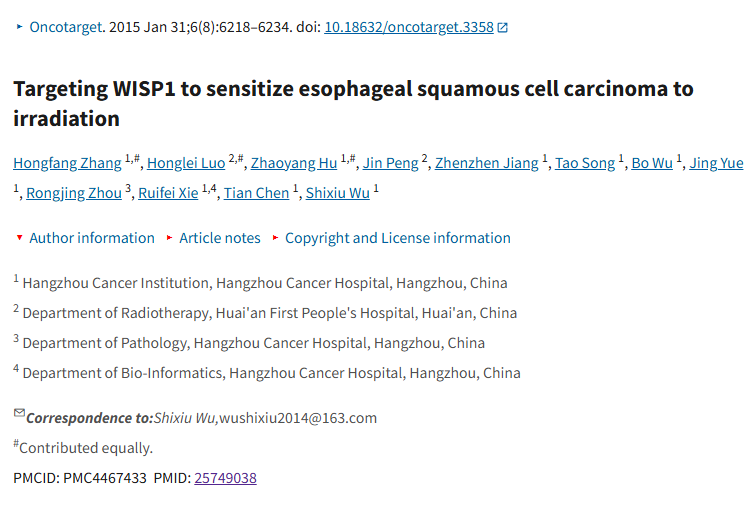 ▸ Oncotarget. 2015 Jan 31;6(8):6218–6234. doi: 10.18632/oncotarget.3358
Targeting WISP1 to sensitize esophageal squamous cell carcinoma to
irradiation
Hongfang Zhang 1,#, Honglei Luo 2,#, Zhaoyang Hu 1,#, Jin Peng 2, Zhenzhen Jiang 1, Tao Song 1, Bo Wu 1, Jing Yue
1, Rongjing Zhou 3, Ruifei Xie 1,4, Tian Chen 1, Shixiu Wu 1
▾ Author information ▸ Article notes ▸ Copyright and License information
1 Hangzhou Cancer Institution, Hangzhou Cancer Hospital, Hangzhou, China
2 Department of Radiotherapy, Huai'an First People's Hospital, Huai'an, China
3 Department of Pathology, Hangzhou Cancer Hospital, Hangzhou, China
4 Department of Bio-Informatics, Hangzhou Cancer Hospital, Hangzhou, China
✉Correspondence to:Shixiu Wu,wushixiu2014@163.com
#Contributed equally.
PMCID: PMC4467433 PMID: 25749038